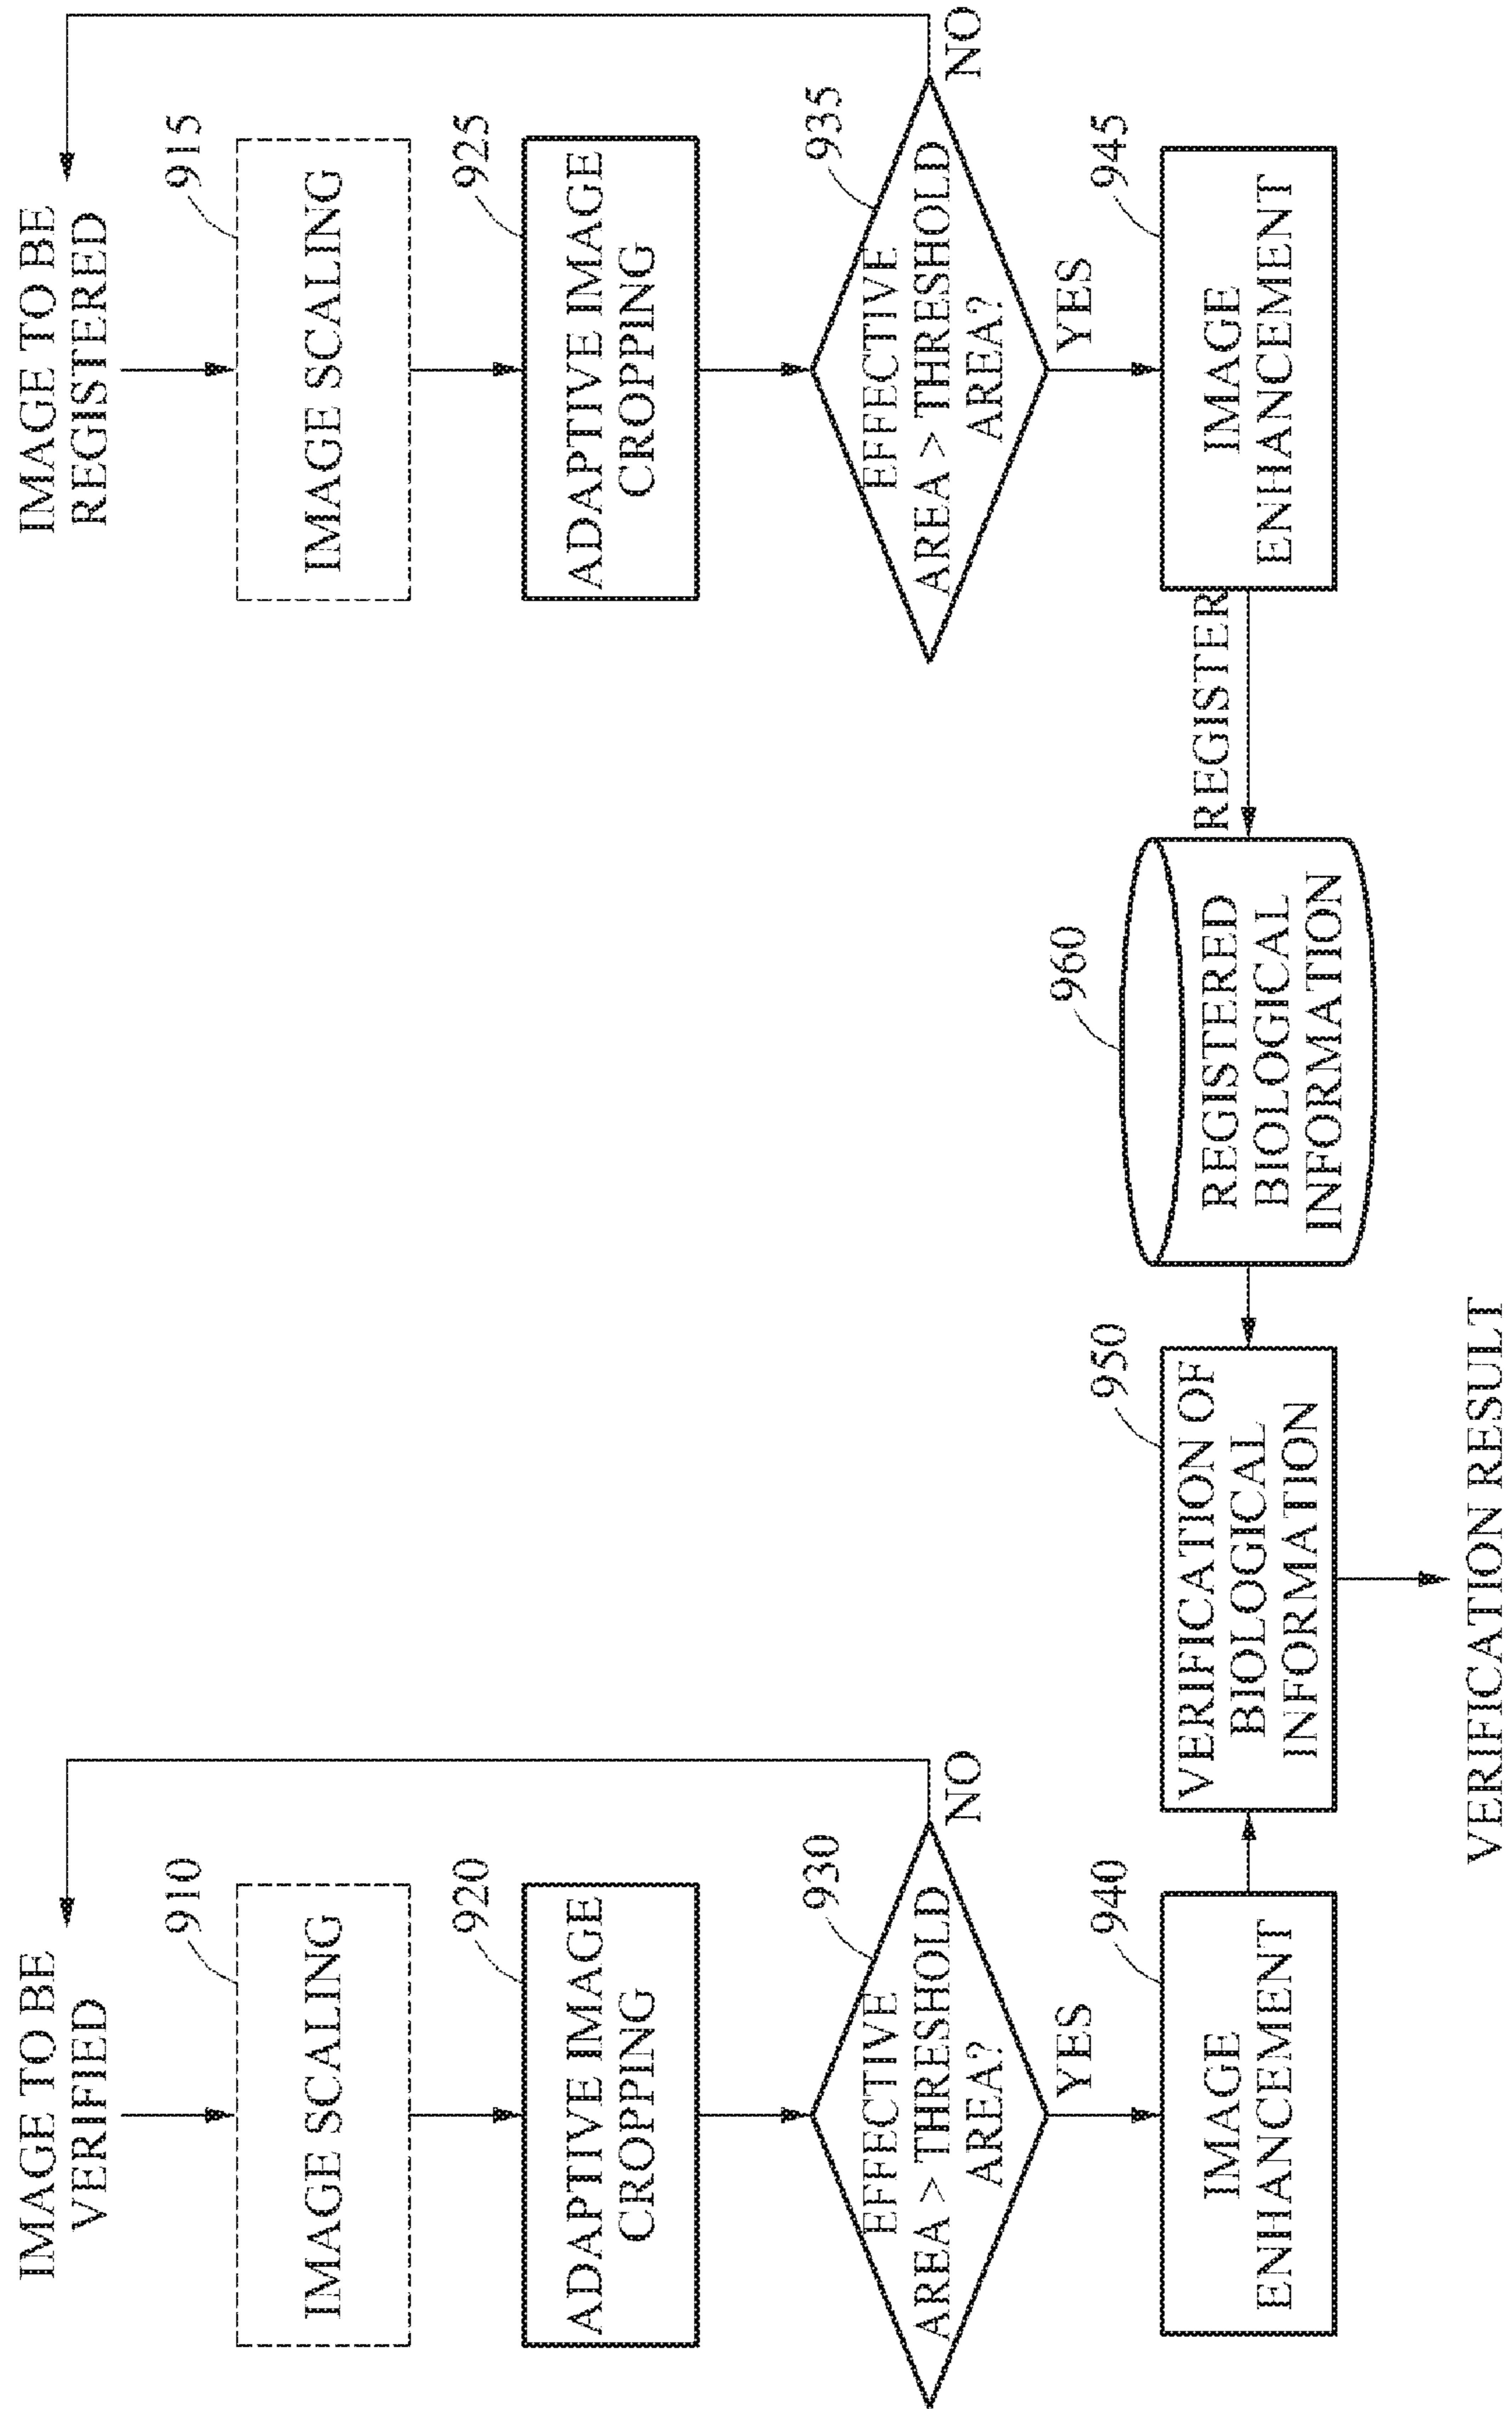 IMAGE TO BE
VERIFIED
910
IMAGE SCALING
920
ADAPTIVE IMAGE
CROPPING
930
EFFECTIVE
AREA > THRESHOLD
AREA?
NO
YES
940
IMAGE
ENHANCEMENT
950
VERIFICATION OF
BIOLOGICAL
INFORMATION
VERIFICATION RESULT
960
REGISTERED
BIOLOGICAL
INFORMATION
REGISTER
IMAGE TO BE
REGISTERED
915
IMAGE SCALING
925
ADAPTIVE IMAGE
CROPPING
935
EFFECTIVE
AREA > THRESHOLD
AREA?
NO
YES
945
IMAGE
ENHANCEMENT